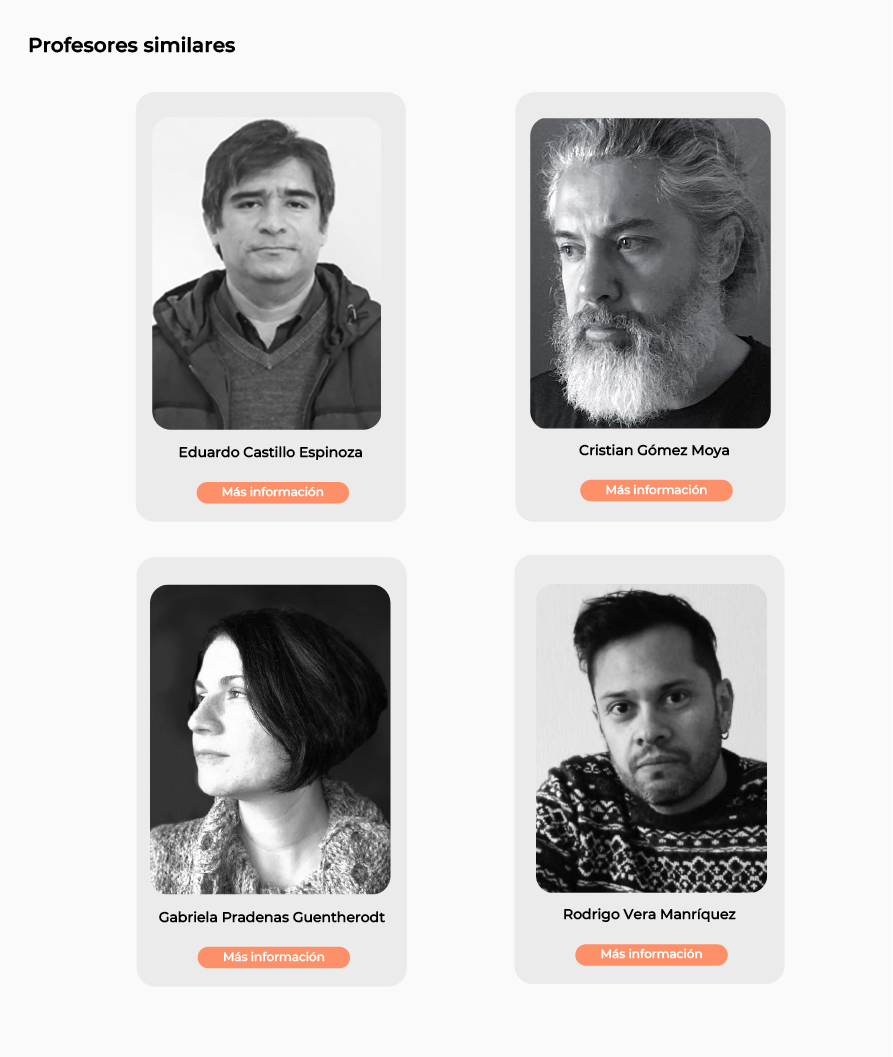 Profesores similares
Eduardo Castillo Espinoza
Más información
Cristian Gómez Moya
Más información
Gabriela Pradenas Guentherodt
Más información
Rodrigo Vera Manríquez
Más información